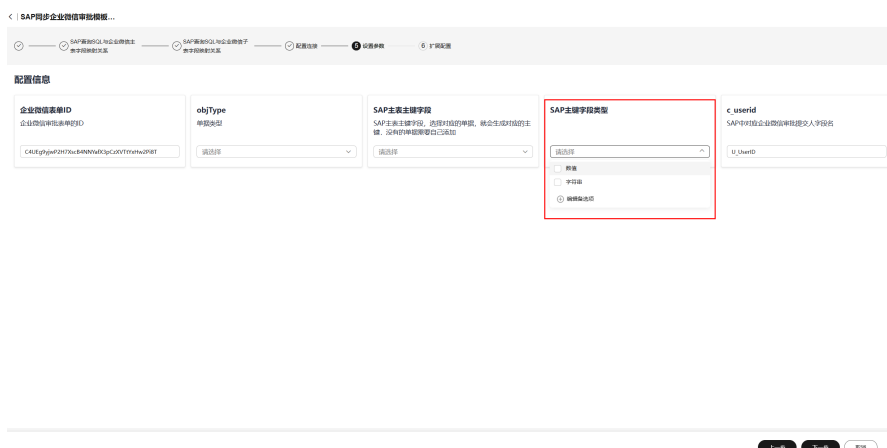 SAP同步企业微信审批模板...
SAP查询SQL与企业微信主
表字段映射关系
SAP查询SQL与企业微信子
表字段映射关系
配置连接
5 设置参数
6 扩展配置
配置信息
企业微信表单ID
企业微信审批表单的ID
objType
单据类型
请选择
SAP主表主键字段
SAP主表主键字段，选择对应的单据，就会生成对应的主
键，没有的单据需要自己添加
请选择
SAP主键字段类型
请选择
数值
字符串
编辑备选项
c_userid
SAP中对应企业微信审批提交人字段名
U_UserID
上一步
下一步
取消